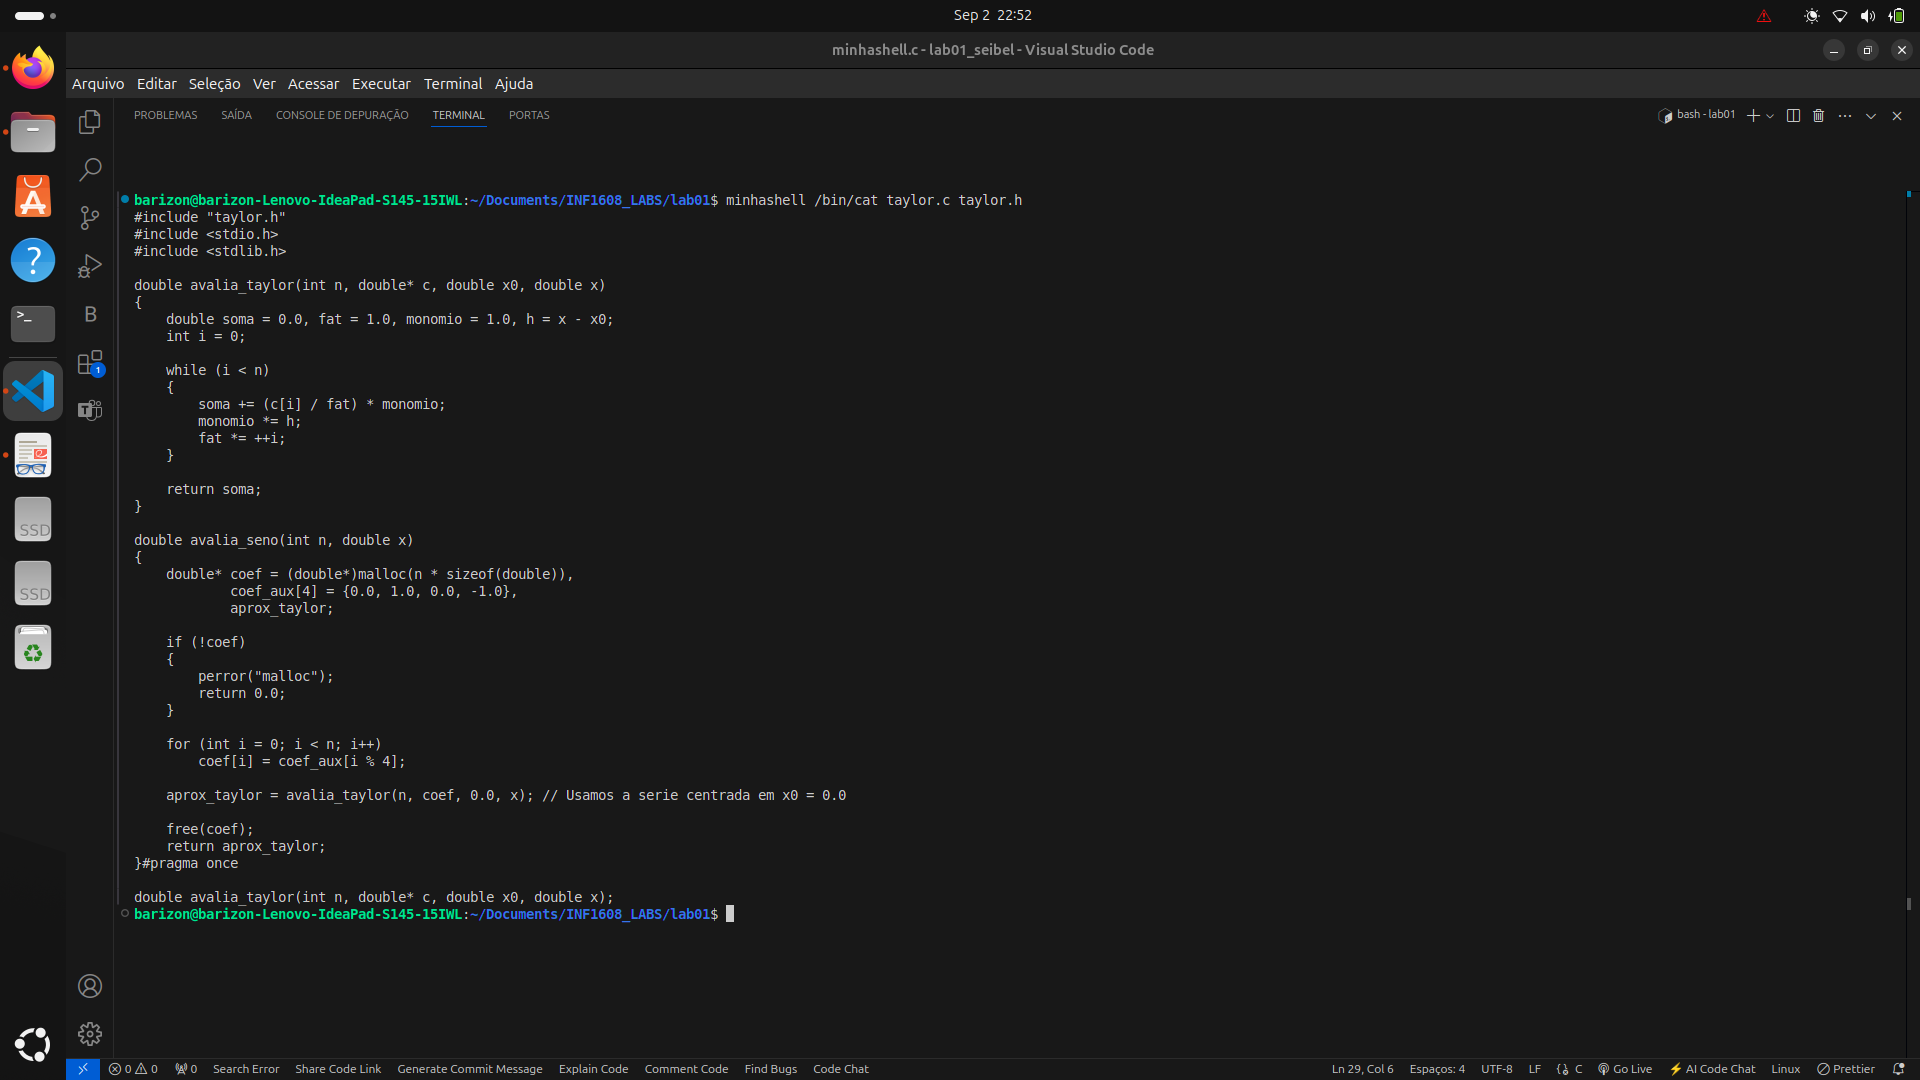 Sep 2 22:52
minhashell.c - lab01_seibel - Visual Studio Code
Arquivo Editar Seleção Ver Acessar Executar Terminal Ajuda
PROBLEMAS SAÍDA CONSOLE DE DEPURAÇÃO TERMINAL PORTAS
bash - lab01
barizon@barizon-Lenovo-IdeaPad-S145-15IWL:~/Documents/INF1608_LABS/lab01$ minhashell /bin/cat taylor.c taylor.h
#include "taylor.h"
#include <stdio.h>
#include <stdlib.h>
double avalia_taylor(int n, double* c, double x0, double x)
{
    double soma = 0.0, fat = 1.0, monomio = 1.0, h = x - x0;
    int i = 0;
    while (i < n)
    {
        soma += (c[i] / fat) * monomio;
        monomio *= h;
        fat *= ++i;
    }
    return soma;
}
double avalia_seno(int n, double x)
{
    double* coef = (double*)malloc(n * sizeof(double)),
            coef_aux[4] = {0.0, 1.0, 0.0, -1.0},
            aprox_taylor;
    if (!coef)
    {
        perror("malloc");
        return 0.0;
    }
    for (int i = 0; i < n; i++)
        coef[i] = coef_aux[i % 4];
    aprox_taylor = avalia_taylor(n, coef, 0.0, x); // Usamos a serie centrada em x0 = 0.0
    free(coef);
    return aprox_taylor;
}#pragma once
double avalia_taylor(int n, double* c, double x0, double x);
barizon@barizon-Lenovo-IdeaPad-S145-15IWL:~/Documents/INF1608_LABS/lab01$
B
1
T
>_
?
SSD
SSD
0 0 0 Search Error Share Code Link Generate Commit Message Explain Code Comment Code Find Bugs Code Chat Ln 29, Col 6 Espaços: 4 UTF-8 LF {} C Go Live AI Code Chat Linux Prettier